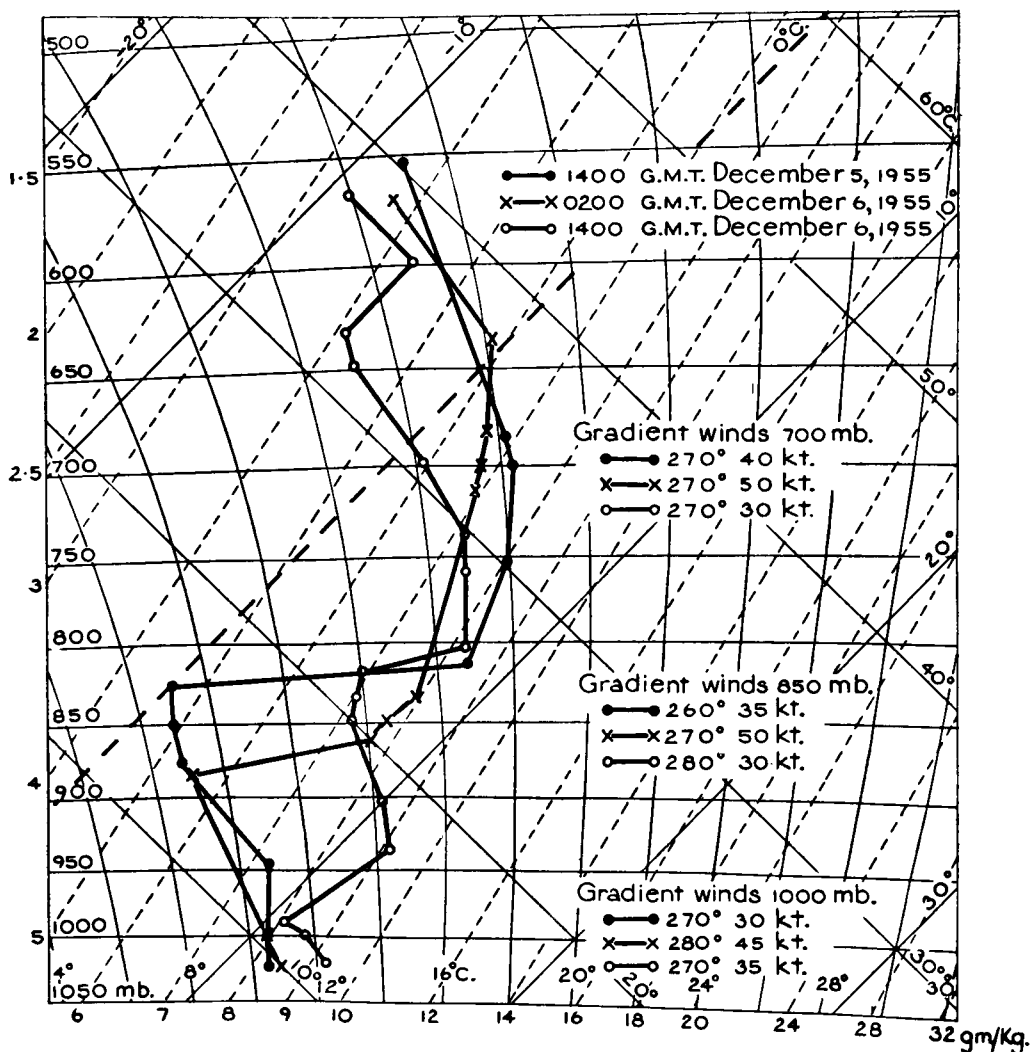 500
-20°
10°
0°C.
60°C.
1·5
550
●—● 1400 G.M.T. December 5, 1955
×—× 0200 G.M.T. December 6, 1955
○—○ 1400 G.M.T. December 6, 1955
10°
600
2
650
50°
Gradient winds 700 mb.
●—● 270° 40 kt.
×—× 270° 50 kt.
○—○ 270° 30 kt.
2·5
700
20°
750
3
800
40°
Gradient winds 850 mb.
●—● 260° 35 kt.
×—× 270° 50 kt.
○—○ 280° 30 kt.
850
4
900
950
30°
Gradient winds 1000 mb.
●—● 270° 30 kt.
×—× 280° 45 kt.
○—○ 270° 35 kt.
5
1000
4°
8°
10°
12°
16°C.
20°
20°
24°
28°
30°
30°
1050 mb.
6 7 8 9 10 12 14 16 18 20 24 28 32 gm/Kg.